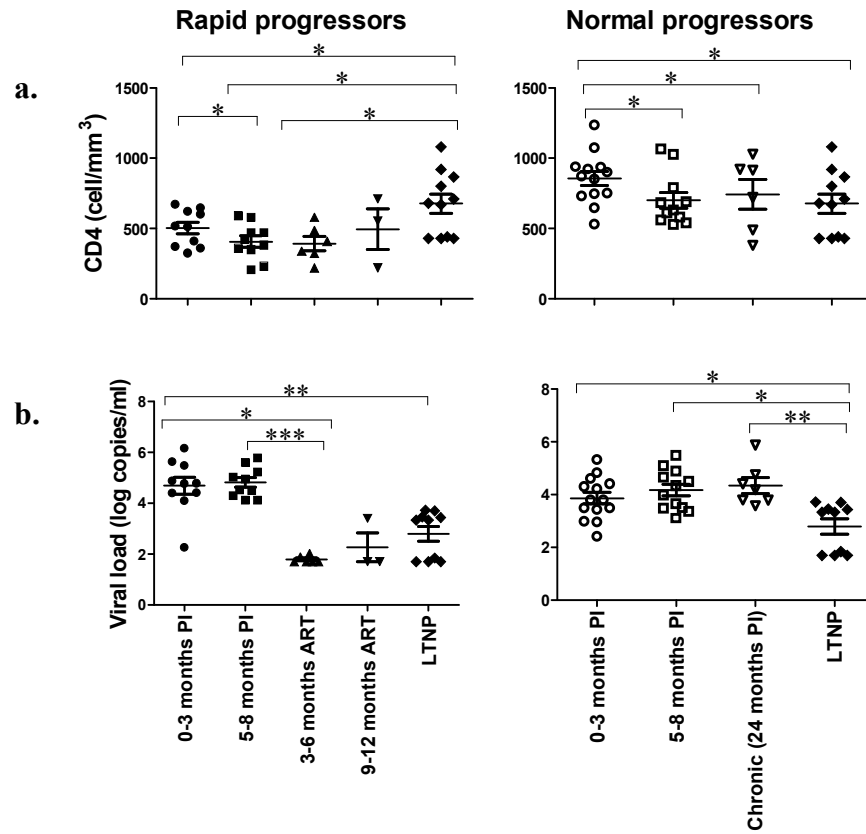 Rapid progressors
Normal progressors
a.
CD4 (cell/mm³)
1500
1000
500
0
*
*
*
*
1500
1000
500
0
*
*
*
b.
Viral load (log copies/ml)
8
6
4
2
0
**
*
***
0-3 months PI
5-8 months PI
3-6 months ART
9-12 months ART
LTNP
8
6
4
2
0
*
*
**
0-3 months PI
5-8 months PI
Chronic (24 months PI)
LTNP